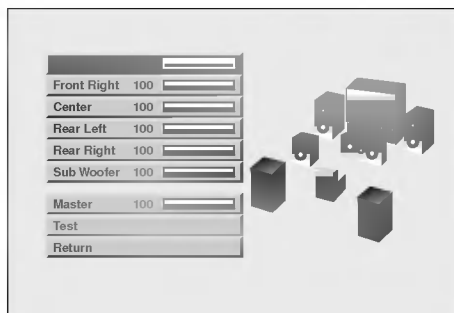 Front Right 100
Center 100
Rear Left 100
Rear Right 100
Sub Woofer 100
Master 100
Test
Return